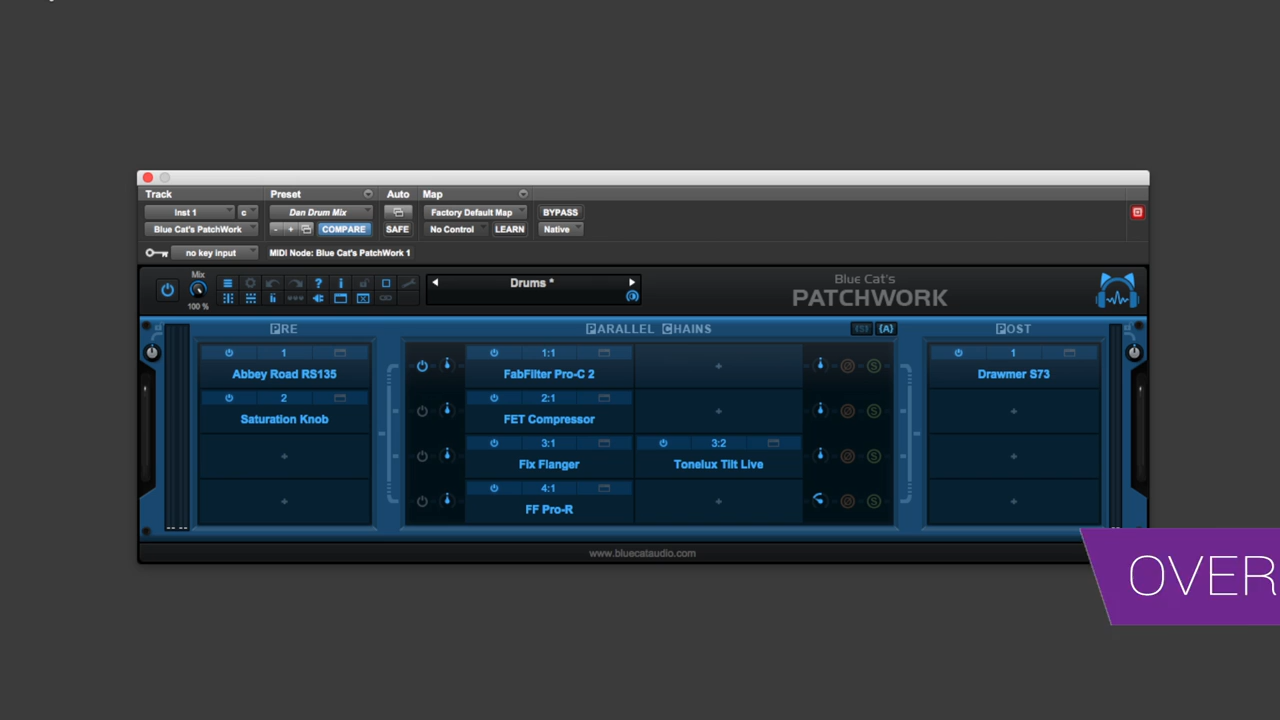 Track Preset Auto Map
Inst 1 c Dan Drum Mix Factory Default Map BYPASS
Blue Cat's PatchWork - + COMPARE SAFE No Control LEARN Native
no key input MIDI Node: Blue Cat's PatchWork 1
Mix
100 %
? i
Drums *
Blue Cat's
PATCHWORK
PRE PARALLEL CHAINS (S) (A) POST
1 1:1 1
Abbey Road RS135 FabFilter Pro-C 2 + Ø S Drawmer S73
2 2:1
Saturation Knob FET Compressor + Ø S +
3:1 3:2
+ Fix Flanger Tonelux Tilt Live Ø S +
4:1
+ FF Pro-R + Ø S +
www.bluecataudio.com
OVER